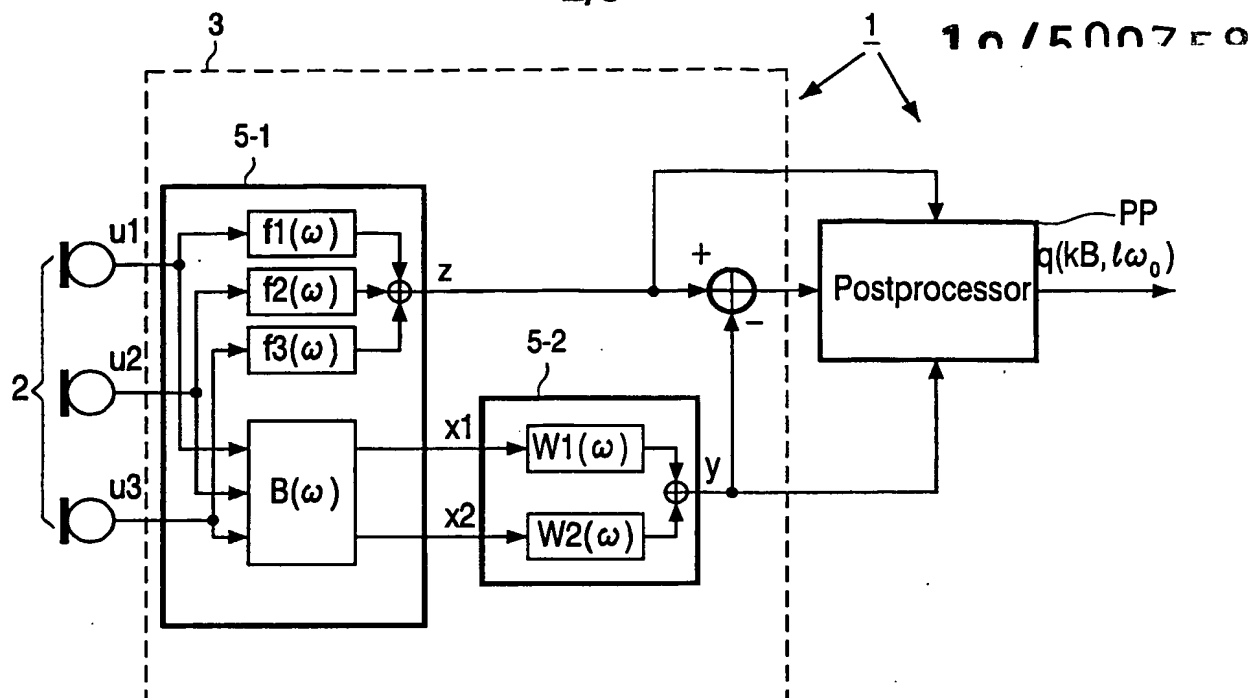 3
1
5-1
PP
u1
f1(ω)
z
+
q(kB, ℓω₀)
f2(ω)
Postprocessor
−
f3(ω)
5-2
2
u2
x1
W1(ω)
y
B(ω)
u3
x2
W2(ω)